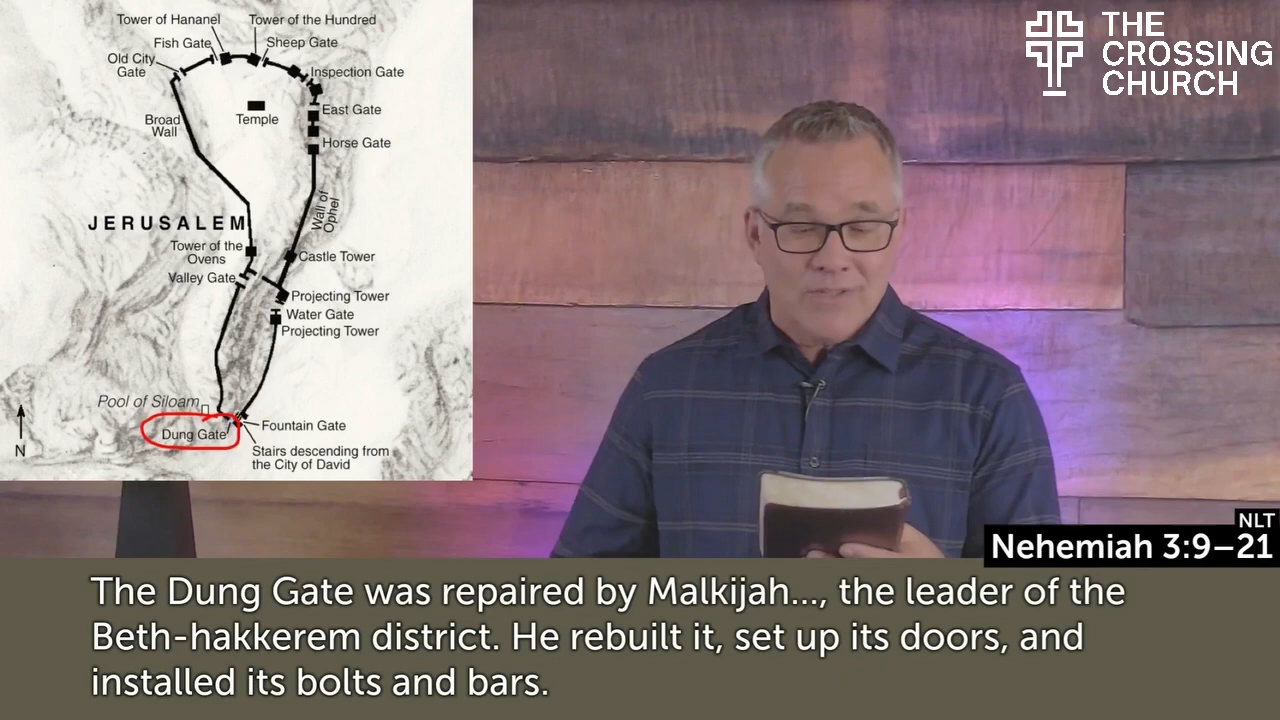 Tower of Hananel
Tower of the Hundred
Fish Gate
Sheep Gate
Old City
Gate
Inspection Gate
East Gate
Broad
Wall
Temple
Horse Gate
Wall of
Ophel
JERUSALEM
Tower of the
Ovens
Castle Tower
Valley Gate
Projecting Tower
Water Gate
Projecting Tower
Pool of Siloam
Dung Gate
Fountain Gate
Stairs descending from
the City of David
N
THE
CROSSING
CHURCH
NLT
Nehemiah 3:9–21
The Dung Gate was repaired by Malkijah..., the leader of the
Beth-hakkerem district. He rebuilt it, set up its doors, and
installed its bolts and bars.